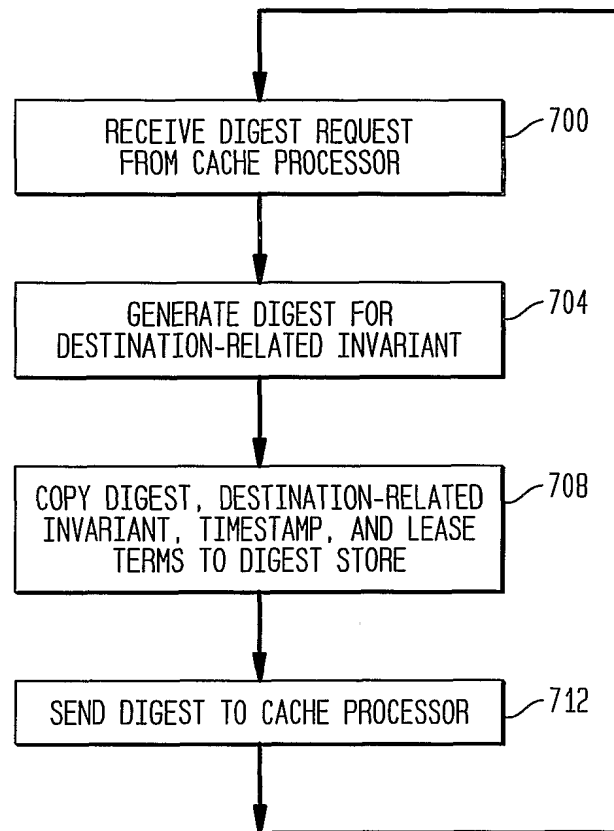 RECEIVE DIGEST REQUEST
FROM CACHE PROCESSOR
700
GENERATE DIGEST FOR
DESTINATION-RELATED INVARIANT
704
COPY DIGEST, DESTINATION-RELATED
INVARIANT, TIMESTAMP, AND LEASE
TERMS TO DIGEST STORE
708
SEND DIGEST TO CACHE PROCESSOR
712